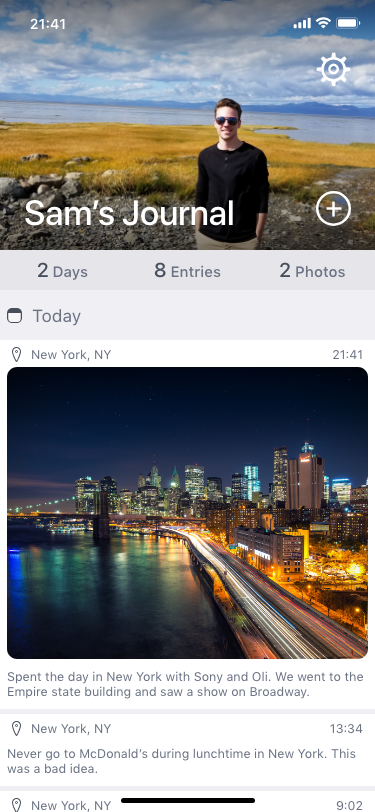 21:41
Sam's Journal
2 Days 8 Entries 2 Photos
Today
New York, NY 21:41
Spent the day in New York with Sony and Oli. We went to the
Empire state building and saw a show on Broadway.
New York, NY 13:34
Never go to McDonald's during lunchtime in New York. This
was a bad idea.
New York, NY 9:02